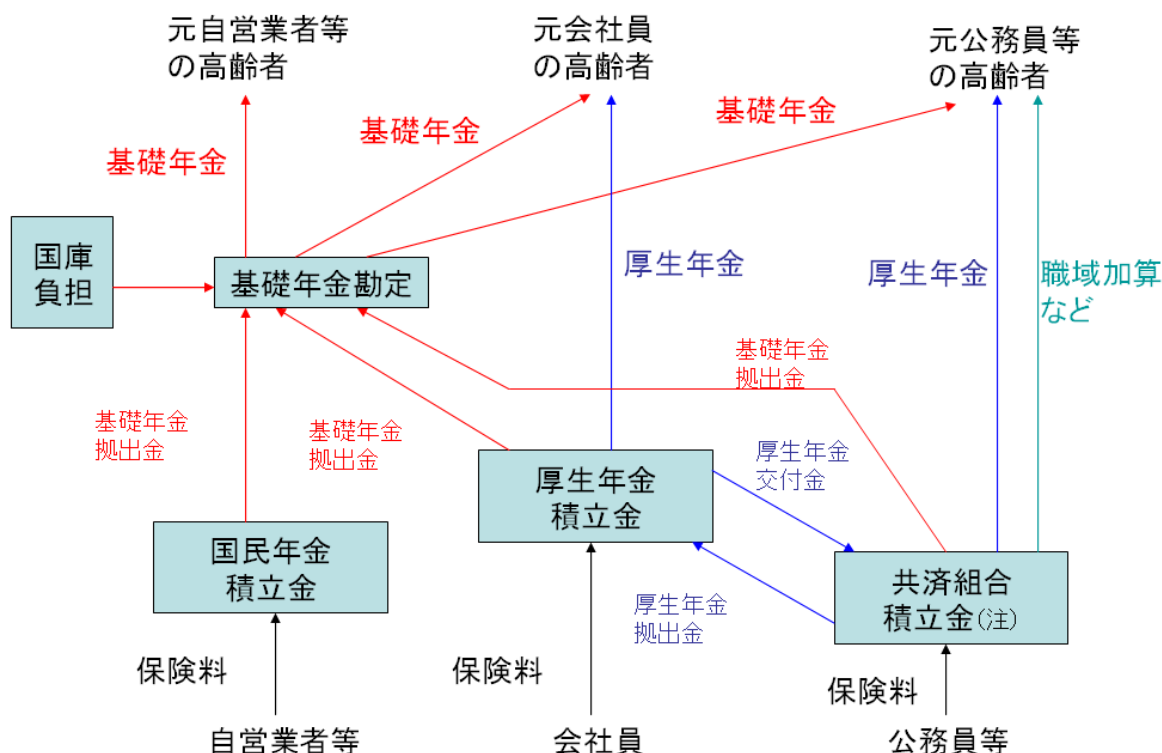 元自営業者等
の高齢者
元会社員
の高齢者
元公務員等
の高齢者
基礎年金
基礎年金
基礎年金
国庫
負担
基礎年金勘定
厚生年金
厚生年金
職域加算
など
基礎年金
拠出金
基礎年金
拠出金
基礎年金
拠出金
厚生年金
交付金
厚生年金
積立金
国民年金
積立金
共済組合
積立金(注)
厚生年金
拠出金
保険料
保険料
保険料
自営業者等
会社員
公務員等